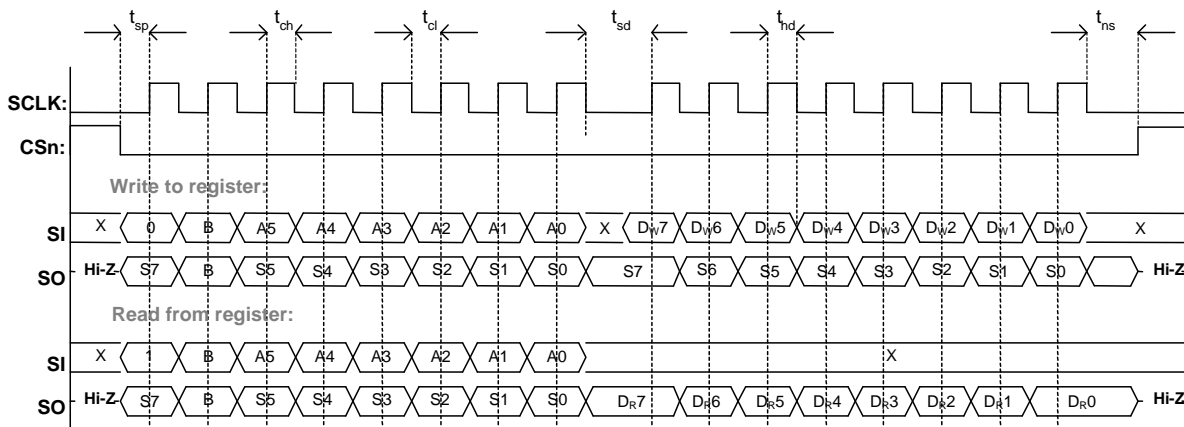 tsp tch tcl tsd thd tns
SCLK:
CSn:
Write to register:
SI X 0 B A5 A4 A3 A2 A1 A0 X DW7 DW6 DW5 DW4 DW3 DW2 DW1 DW0 X
SO Hi-Z S7 B S5 S4 S3 S2 S1 S0 S7 S6 S5 S4 S3 S2 S1 S0 Hi-Z
Read from register:
SI X 1 B A5 A4 A3 A2 A1 A0 X
SO Hi-Z S7 B S5 S4 S3 S2 S1 S0 DR7 DR6 DR5 DR4 DR3 DR2 DR1 DR0 Hi-Z